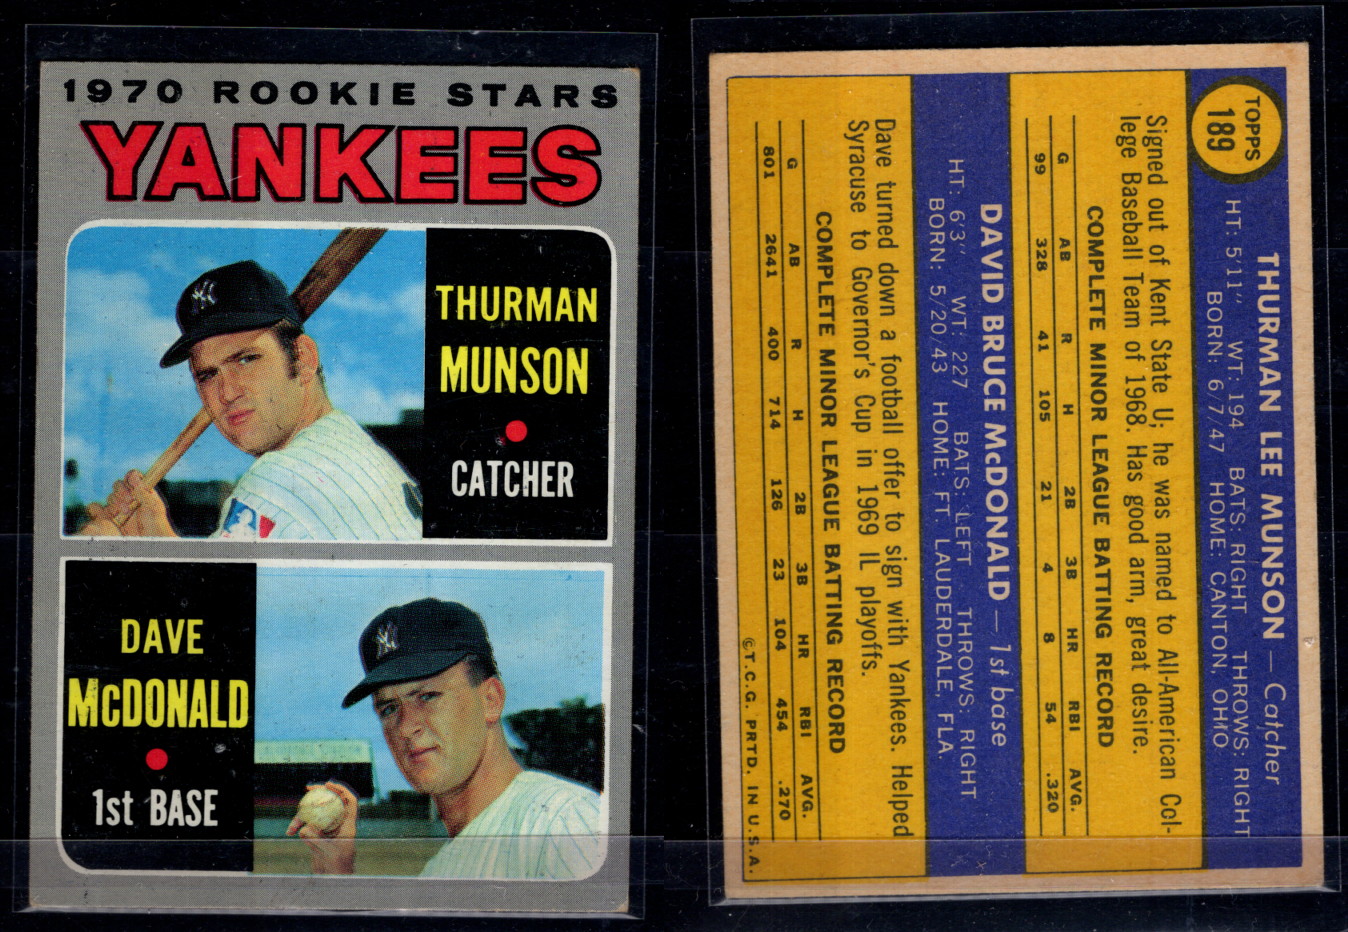 1970 ROOKIE STARS
YANKEES
THURMAN
MUNSON
CATCHER
DAVE
McDONALD
1st BASE
TOPPS
189
THURMAN LEE MUNSON — Catcher
HT: 5'11" WT: 194 BATS: RIGHT THROWS: RIGHT
BORN: 6/7/47 HOME: CANTON, OHIO
Signed out of Kent State U; he was named to All-American Col-
lege Baseball Team of 1968. Has good arm, great desire.
COMPLETE MINOR LEAGUE BATTING RECORD
G AB R H 2B 3B HR RBI AVG.
99 328 41 105 21 4 8 54 .320
DAVID BRUCE McDONALD — 1st base
HT: 6'3" WT: 227 BATS: LEFT THROWS: RIGHT
BORN: 5/20/43 HOME: FT. LAUDERDALE, FLA.
Dave turned down a football offer to sign with Yankees. Helped
Syracuse to Governor's Cup in 1969 IL playoffs.
COMPLETE MINOR LEAGUE BATTING RECORD
G AB R H 2B 3B HR RBI AVG.
801 2641 400 714 126 23 104 454 .270
©T.C.G. PRTD. IN U.S.A.